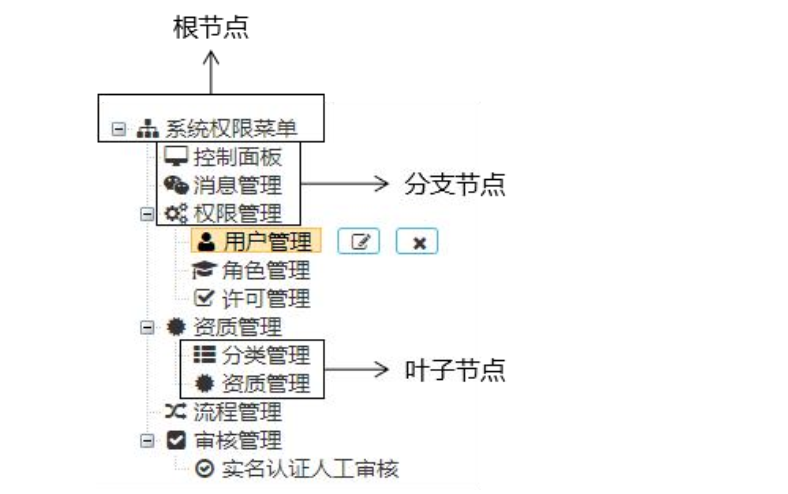 根节点
系统权限菜单
控制面板
消息管理
分支节点
权限管理
用户管理
角色管理
许可管理
资质管理
分类管理
叶子节点
资质管理
流程管理
审核管理
实名认证人工审核